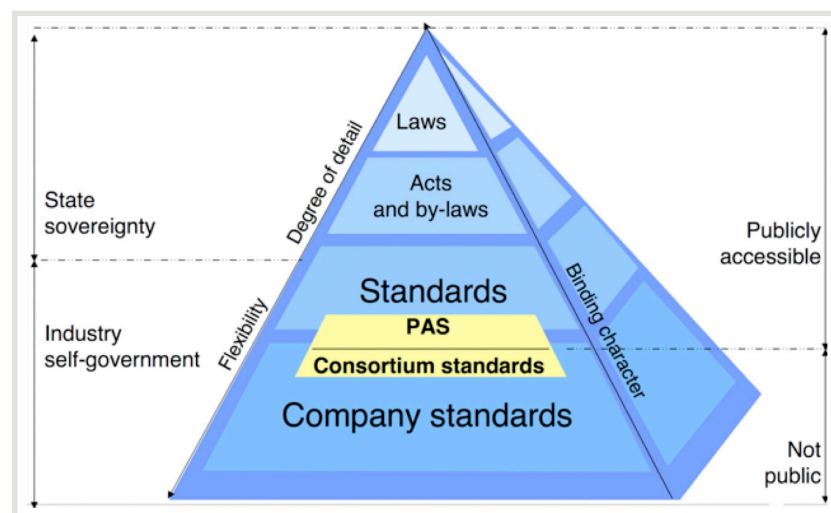 Laws
Acts
and by-laws
Standards
PAS
Consortium standards
Company standards
Degree of detail
Flexibility
Binding character
State
sovereignty
Industry
self-government
Publicly
accessible
Not
public